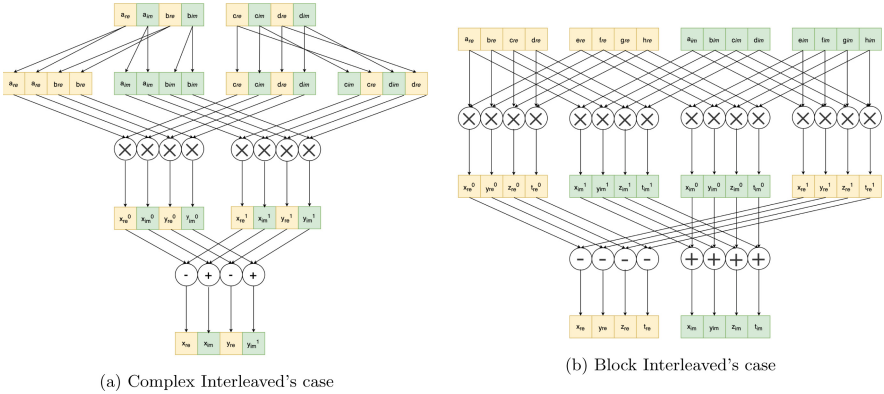 a_re a_im b_re b_im c_re c_im d_re d_im
a_re a_re b_re b_re a_im a_im b_im b_im c_re c_im d_re d_im c_im c_re d_im d_re
× × × × × × × ×
x_re^0 x_im^0 y_re^0 y_im^0 x_re^1 x_im^1 y_re^1 y_im^1
- + - +
x_re x_im y_re y_im^1
(a) Complex Interleaved's case
a_re b_re c_re d_re e_re f_re g_re h_re a_im b_im c_im d_im e_im f_im g_im h_im
× × × × × × × × × × × × × × × ×
x_re^0 y_re^0 z_re^0 t_re^0 x_im^1 y_im^1 z_im^1 t_im^1 x_im^0 y_im^0 z_im^0 t_im^0 x_re^1 y_re^1 z_re^1 t_re^1
- - - - + + + +
x_re y_re z_re t_re x_im y_im z_im t_im
(b) Block Interleaved's case